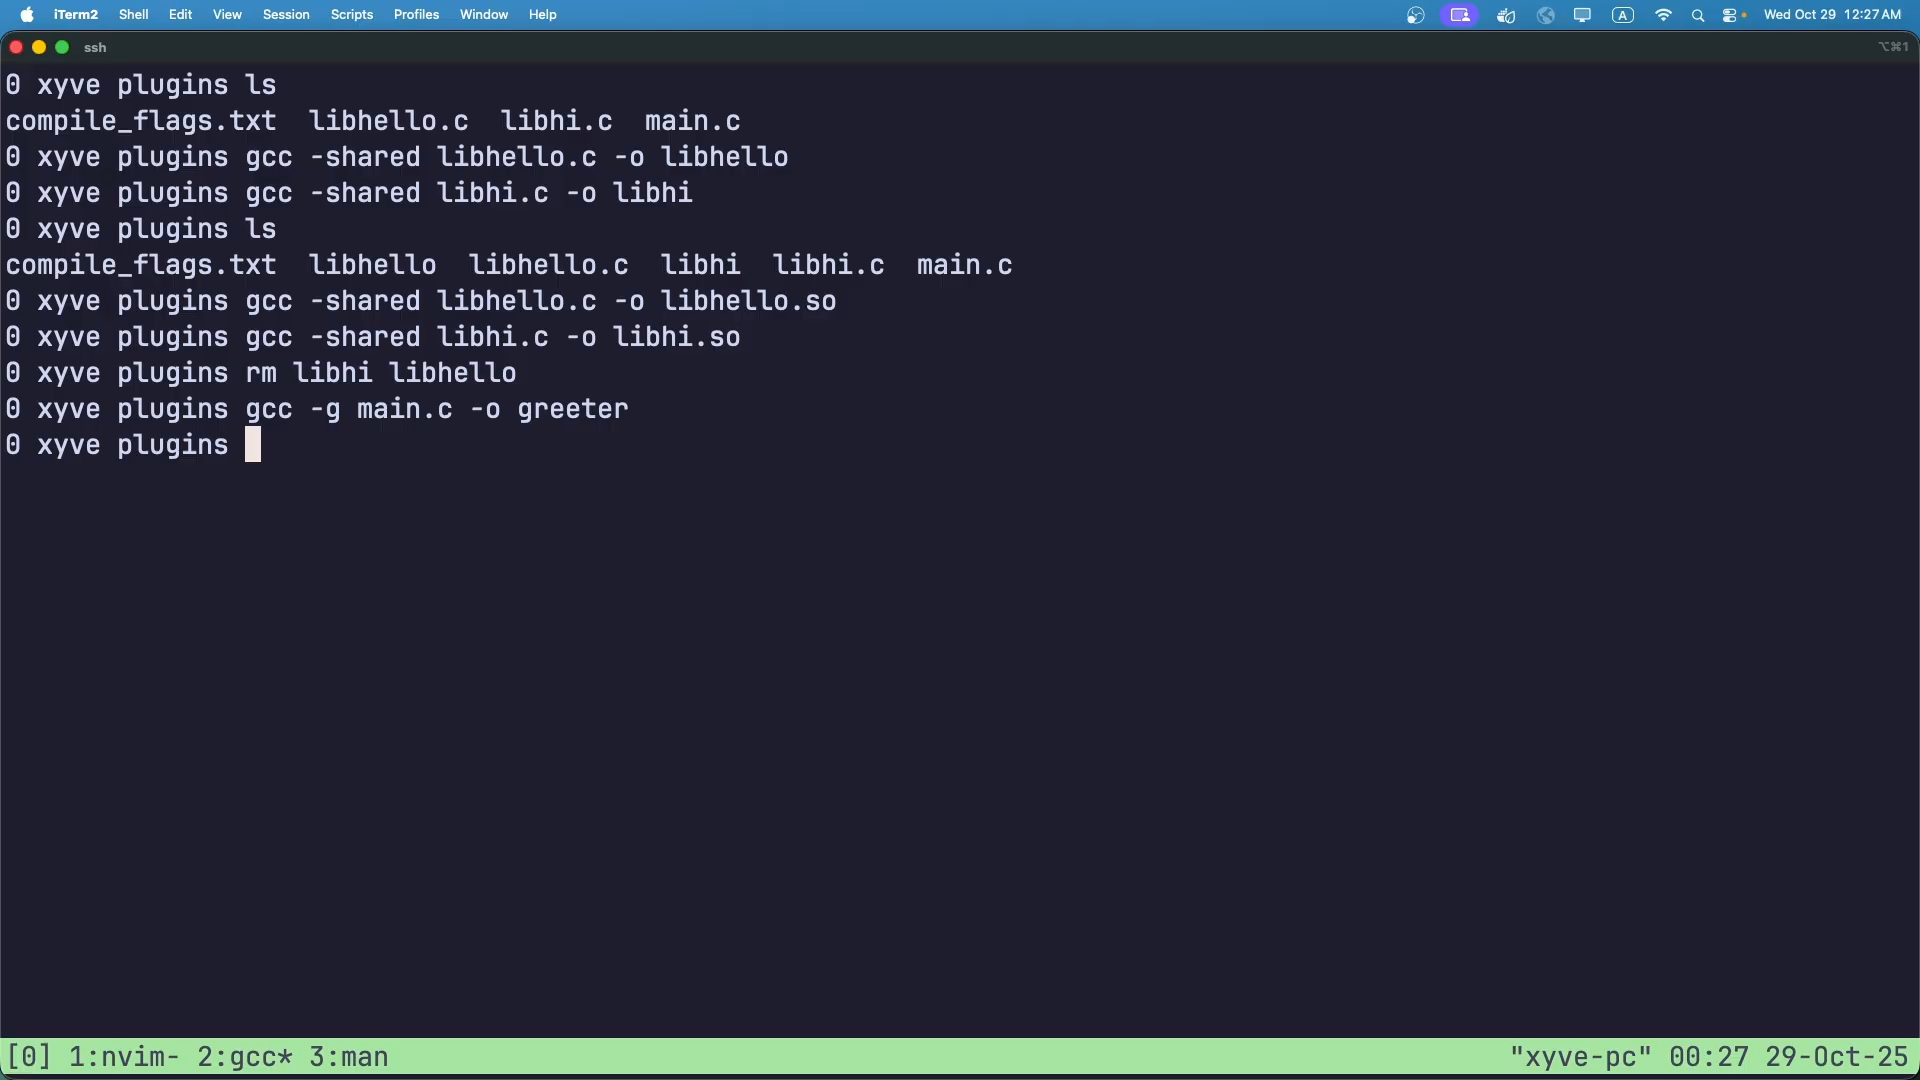 iTerm2 Shell Edit View Session Scripts Profiles Window Help A Wed Oct 29 12:27 AM
ssh ⌥⌘1
0 xyve plugins ls
compile_flags.txt  libhello.c  libhi.c  main.c
0 xyve plugins gcc -shared libhello.c -o libhello
0 xyve plugins gcc -shared libhi.c -o libhi
0 xyve plugins ls
compile_flags.txt  libhello  libhello.c  libhi  libhi.c  main.c
0 xyve plugins gcc -shared libhello.c -o libhello.so
0 xyve plugins gcc -shared libhi.c -o libhi.so
0 xyve plugins rm libhi libhello
0 xyve plugins gcc -g main.c -o greeter
0 xyve plugins
[0] 1:nvim- 2:gcc* 3:man "xyve-pc" 00:27 29-Oct-25